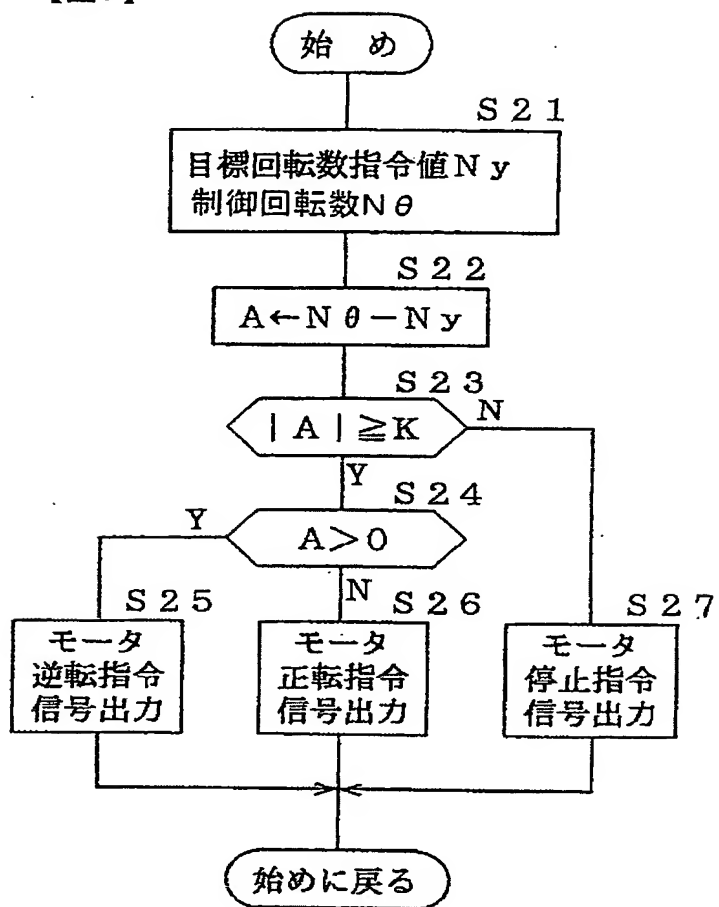 始 め
S21
目標回転数指令値Ny
制御回転数Nθ
S22
A←Nθ−Ny
S23
|A|≧K
N
Y
S24
A>0
Y
N
S25
モータ
逆転指令
信号出力
S26
モータ
正転指令
信号出力
S27
モータ
停止指令
信号出力
始めに戻る